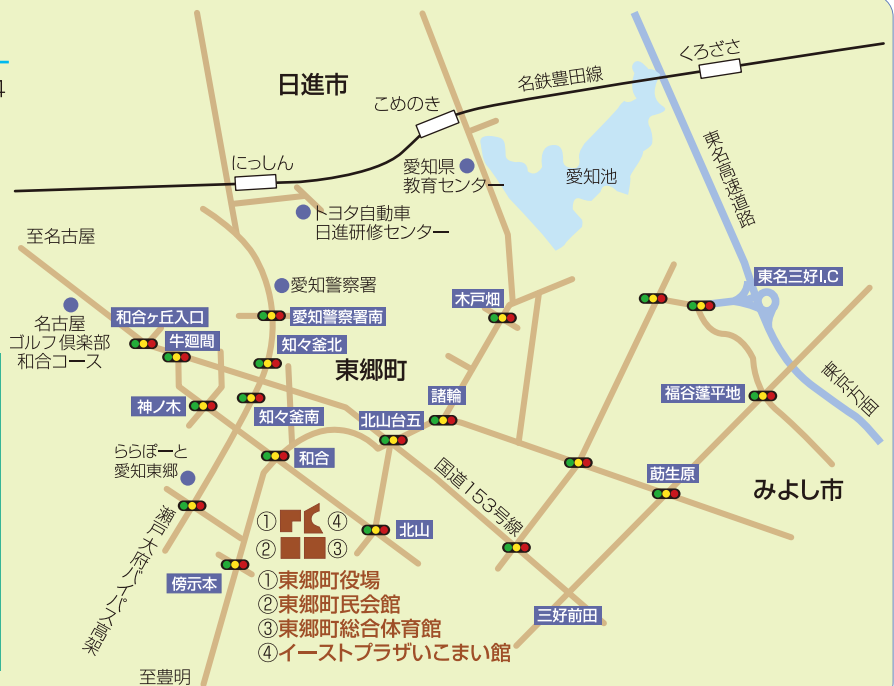 4
日進市
くろざさ
名鉄豊田線
こめのき
にっしん
愛知県
教育センター
愛知池
東名高速道路
トヨタ自動車
日進研修センター
至名古屋
愛知警察署
東名三好I.C
木戸畑
名古屋
ゴルフ倶楽部
和合コース
和合ヶ丘入口
愛知警察署南
牛廻間
知々釜北
東郷町
東京方面
諸輪
福谷蓬平地
神ノ木
知々釜南
北山台五
ららぽーと
愛知東郷
和合
国道153号線
莇生原
みよし市
瀬戸大府バイパス高架
①
④
②
③
北山
傍示本
①東郷町役場
②東郷町民会館
③東郷町総合体育館
④イーストプラザいこまい館
三好前田
至豊明